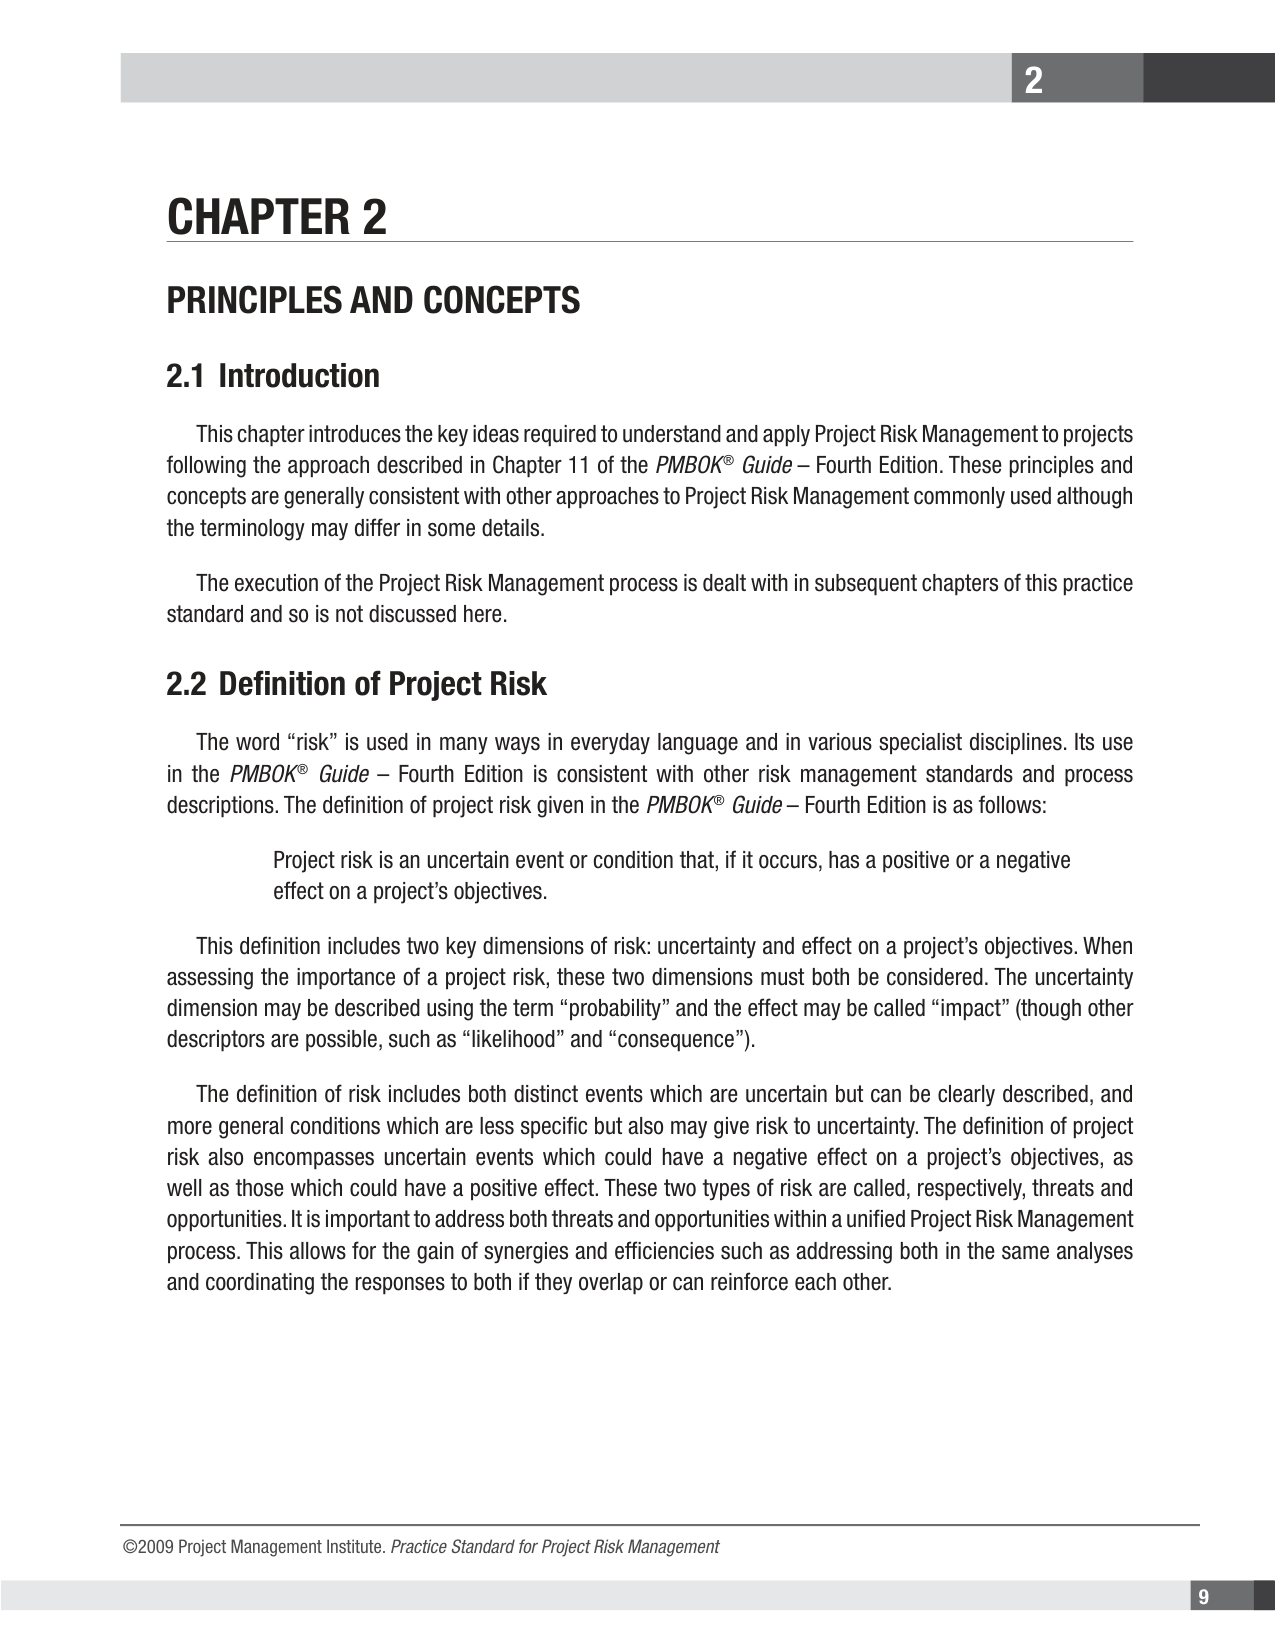 2
CHAPTER 2
PRINCIPLES AND CONCEPTS
2.1 Introduction
This chapter introduces the key ideas required to understand and apply Project Risk Management to projects
following the approach described in Chapter 11 of the PMBOK® Guide – Fourth Edition. These principles and
concepts are generally consistent with other approaches to Project Risk Management commonly used although
the terminology may differ in some details.
The execution of the Project Risk Management process is dealt with in subsequent chapters of this practice
standard and so is not discussed here.
2.2 Definition of Project Risk
The word “risk” is used in many ways in everyday language and in various specialist disciplines. Its use
in the PMBOK® Guide – Fourth Edition is consistent with other risk management standards and process
descriptions. The definition of project risk given in the PMBOK® Guide – Fourth Edition is as follows:
Project risk is an uncertain event or condition that, if it occurs, has a positive or a negative
effect on a project’s objectives.
This definition includes two key dimensions of risk: uncertainty and effect on a project’s objectives. When
assessing the importance of a project risk, these two dimensions must both be considered. The uncertainty
dimension may be described using the term “probability” and the effect may be called “impact” (though other
descriptors are possible, such as “likelihood” and “consequence”).
The definition of risk includes both distinct events which are uncertain but can be clearly described, and
more general conditions which are less specific but also may give risk to uncertainty. The definition of project
risk also encompasses uncertain events which could have a negative effect on a project’s objectives, as
well as those which could have a positive effect. These two types of risk are called, respectively, threats and
opportunities. It is important to address both threats and opportunities within a unified Project Risk Management
process. This allows for the gain of synergies and efficiencies such as addressing both in the same analyses
and coordinating the responses to both if they overlap or can reinforce each other.
©2009 Project Management Institute. Practice Standard for Project Risk Management
9